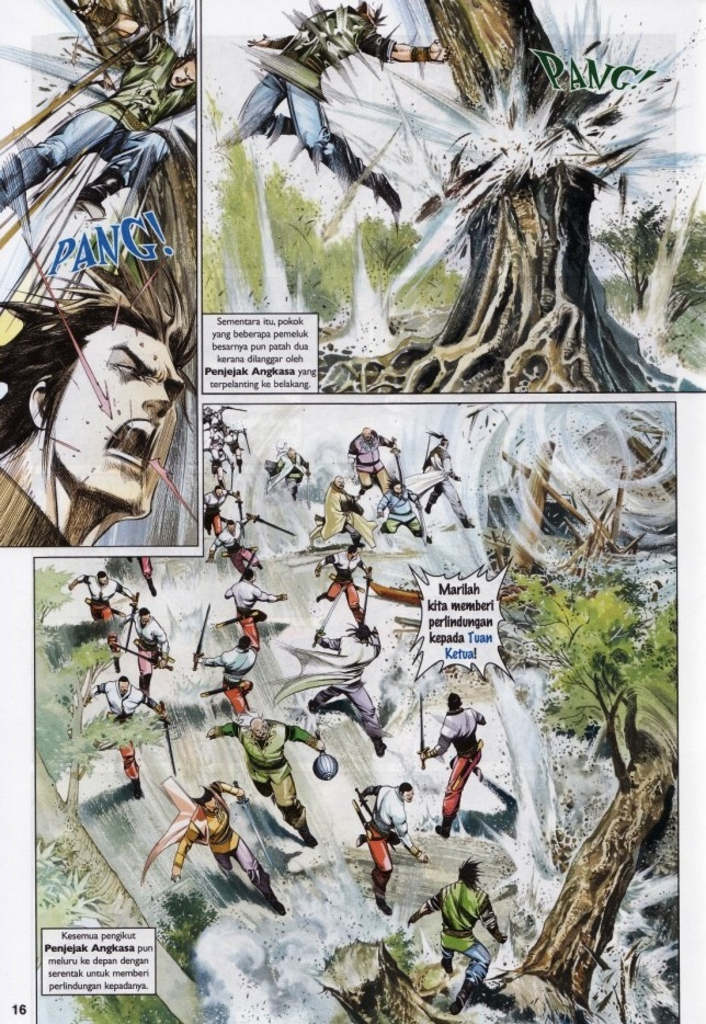 PANG!
PANG!
Sementara itu, pokok
yang beberapa pemeluk
besarnya pun patah dua
kerana dilanggar oleh
Penjejak Angkasa yang
terpelanting ke belakang.
Marilah
kita memberi
perlindungan
kepada Tuan
Ketua!
Kesemua pengikut
Penjejak Angkasa pun
meluru ke depan dengan
serentak untuk memberi
perlindungan kepadanya.
16